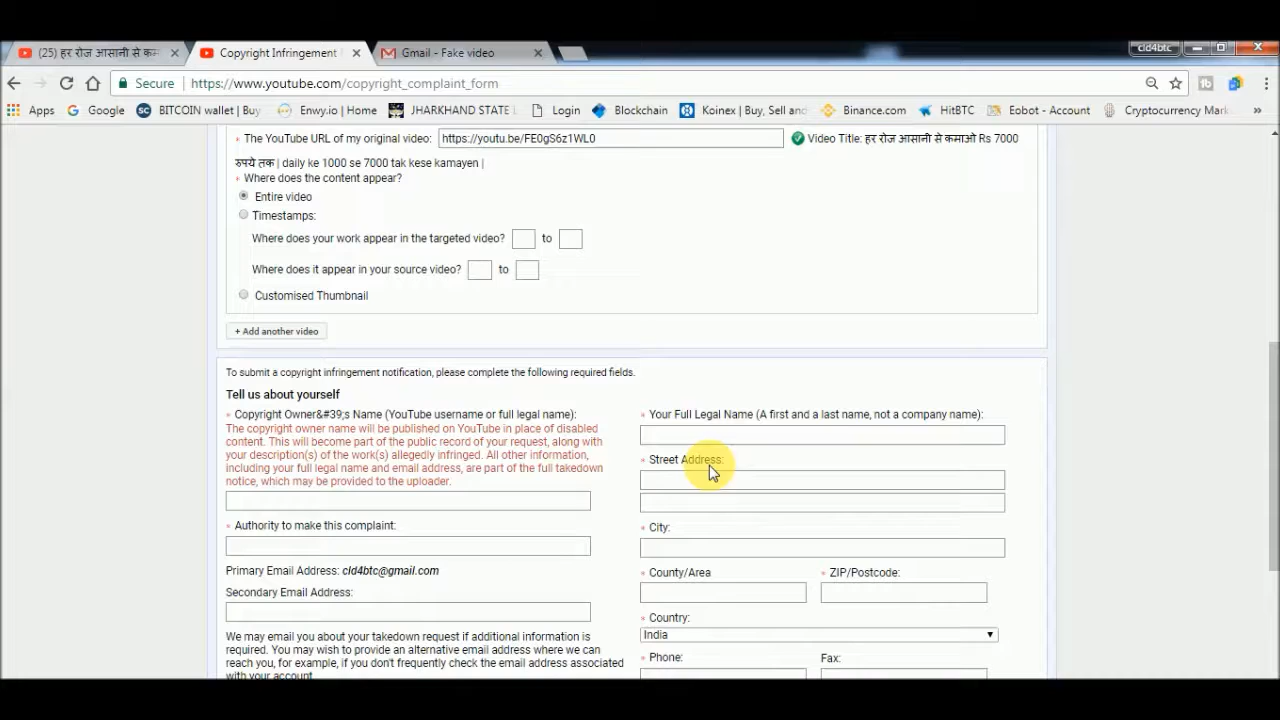 (25) हर रोज आसानी से कम
Copyright Infringement
Gmail - Fake video
cld4btc
Secure
https://www.youtube.com/copyright_complaint_form
Apps
Google
BITCOIN wallet | Buy
Envy.io | Home
JHARKHAND STATE
Login
Blockchain
Koinex | Buy, Sell and
Binance.com
HitBTC
Eobot - Account
Cryptocurrency Mark
»
* The YouTube URL of my original video: https://youtu.be/FE0gS6z1WL0 Video Title: हर रोज आसानी से कमाओ Rs 7000
रुपये तक | daily ke 1000 se 7000 tak kese kamayen |
* Where does the content appear?
Entire video
Timestamps:
Where does your work appear in the targeted video? to
Where does it appear in your source video? to
Customised Thumbnail
+ Add another video
To submit a copyright infringement notification, please complete the following required fields.
Tell us about yourself
* Copyright Owner&#39;s Name (YouTube username or full legal name):
The copyright owner name will be published on YouTube in place of disabled
content. This will become part of the public record of your request, along with
your description(s) of the work(s) allegedly infringed. All other information,
including your full legal name and email address, are part of the full takedown
notice, which may be provided to the uploader.
* Authority to make this complaint:
Primary Email Address: cld4btc@gmail.com
Secondary Email Address:
We may email you about your takedown request if additional information is
required. You may wish to provide an alternative email address where we can
reach you, for example, if you don't frequently check the email address associated
with your account.
* Your Full Legal Name (A first and a last name, not a company name):
* Street Address:
* City:
* County/Area
* ZIP/Postcode:
* Country:
India
* Phone:
Fax: